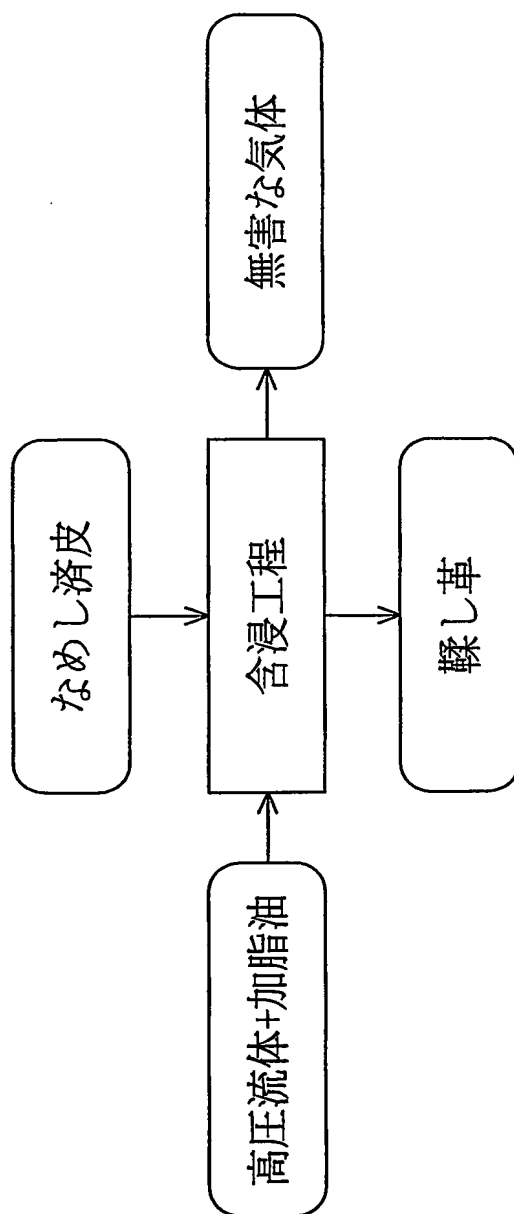 なめし済皮
高圧流体+加脂油
含浸工程
無害な気体
鞣し革